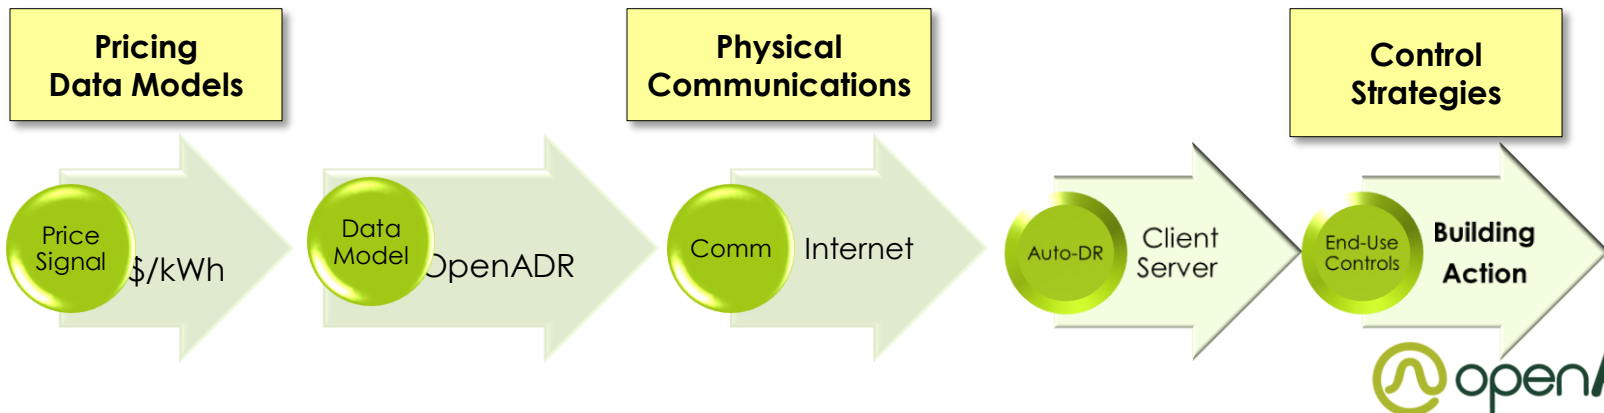 Pricing
Data Models
Physical
Communications
Control
Strategies
Price
Signal
$/kWh
Data
Model
OpenADR
Comm
Internet
Auto-DR
Client
Server
End-Use
Controls
Building
Action
openA